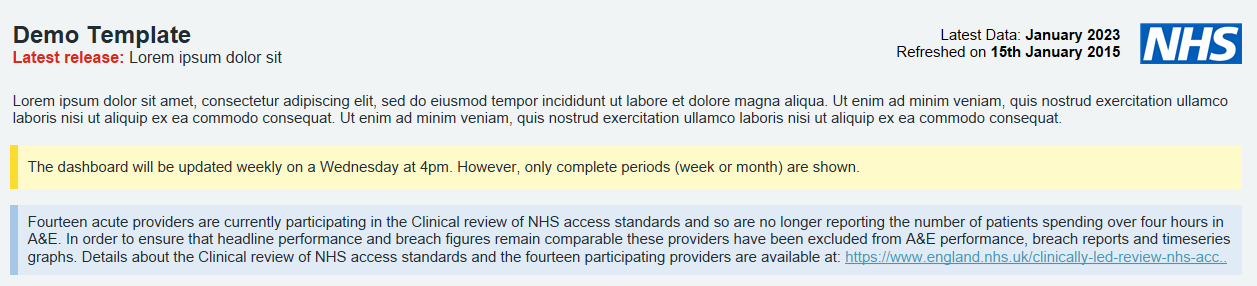 Demo Template
Latest release: Lorem ipsum dolor sit
Latest Data: January 2023
Refreshed on 15th January 2015
NHS
Lorem ipsum dolor sit amet, consectetur adipiscing elit, sed do eiusmod tempor incididunt ut labore et dolore magna aliqua. Ut enim ad minim veniam, quis nostrud exercitation ullamco
laboris nisi ut aliquip ex ea commodo consequat. Ut enim ad minim veniam, quis nostrud exercitation ullamco laboris nisi ut aliquip ex ea commodo consequat.
The dashboard will be updated weekly on a Wednesday at 4pm. However, only complete periods (week or month) are shown.
Fourteen acute providers are currently participating in the Clinical review of NHS access standards and so are no longer reporting the number of patients spending over four hours in
A&E. In order to ensure that headline performance and breach figures remain comparable these providers have been excluded from A&E performance, breach reports and timeseries
graphs. Details about the Clinical review of NHS access standards and the fourteen participating providers are available at: https://www.england.nhs.uk/clinically-led-review-nhs-acc..